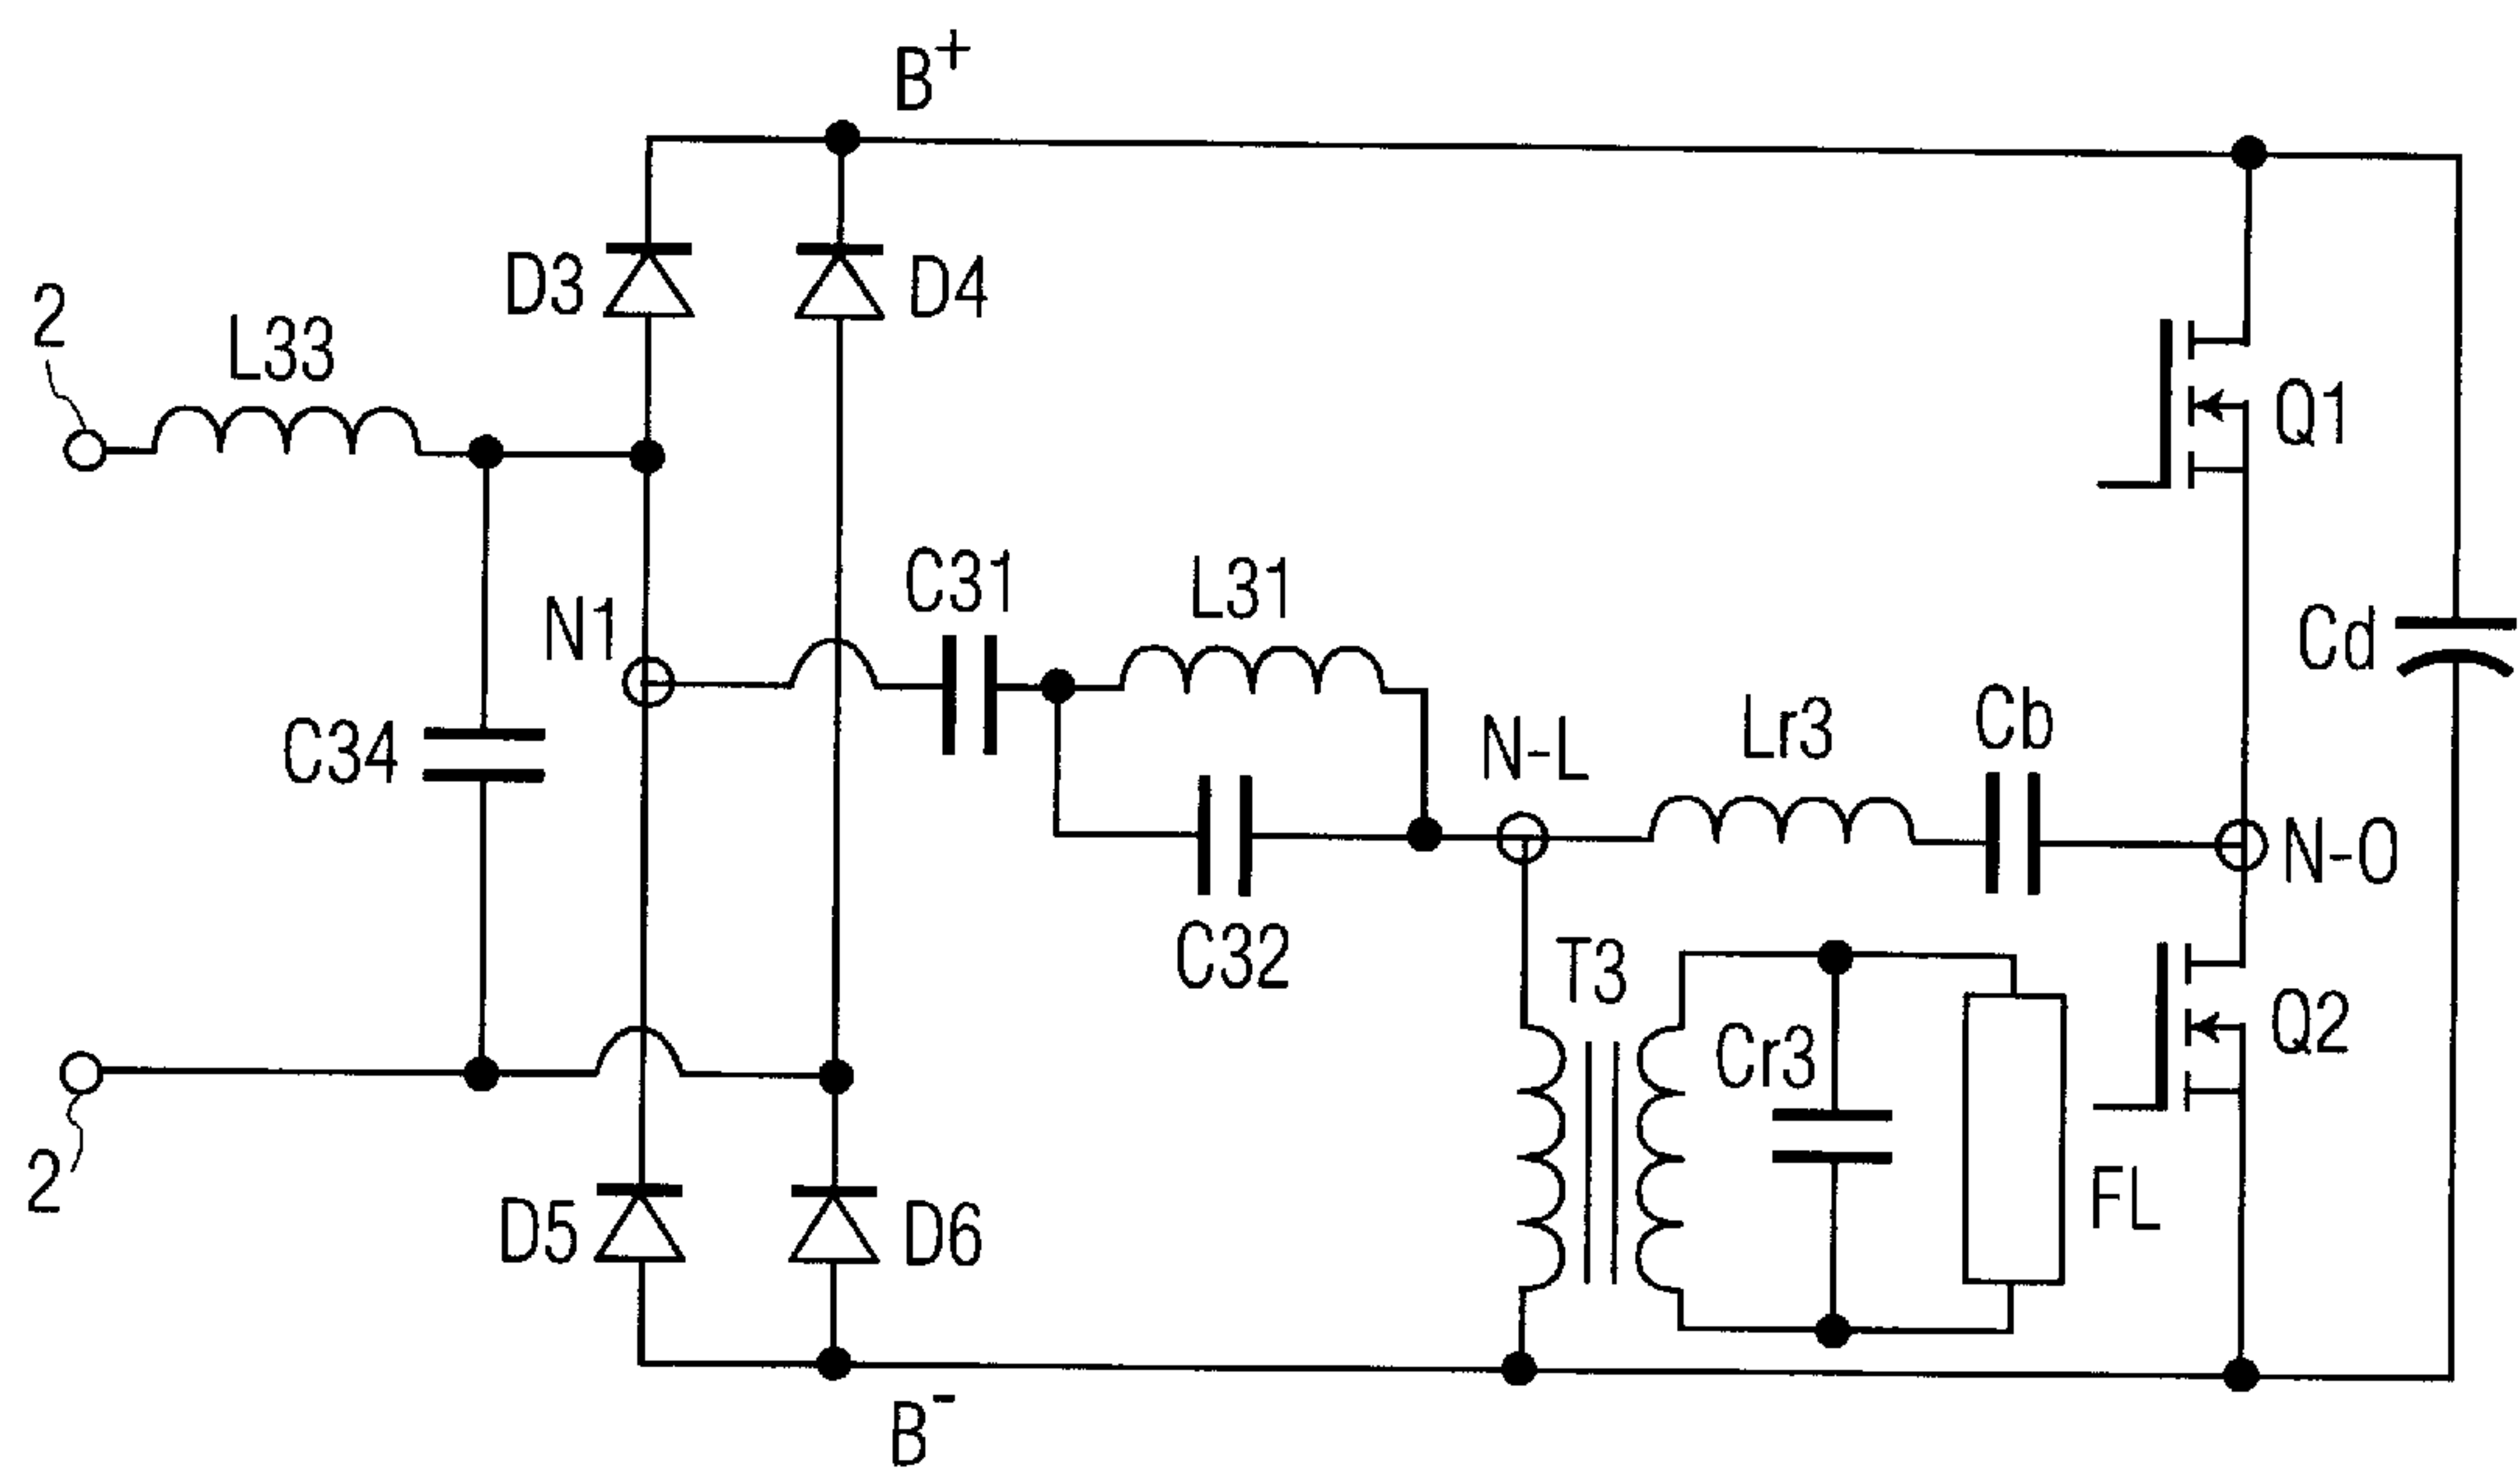 B+
D3
D4
2
L33
Q1
C31
L31
N1
Cd
C34
N-L
Lr3
Cb
N-O
C32
T3
Cr3
Q2
2
D5
D6
FL
B-